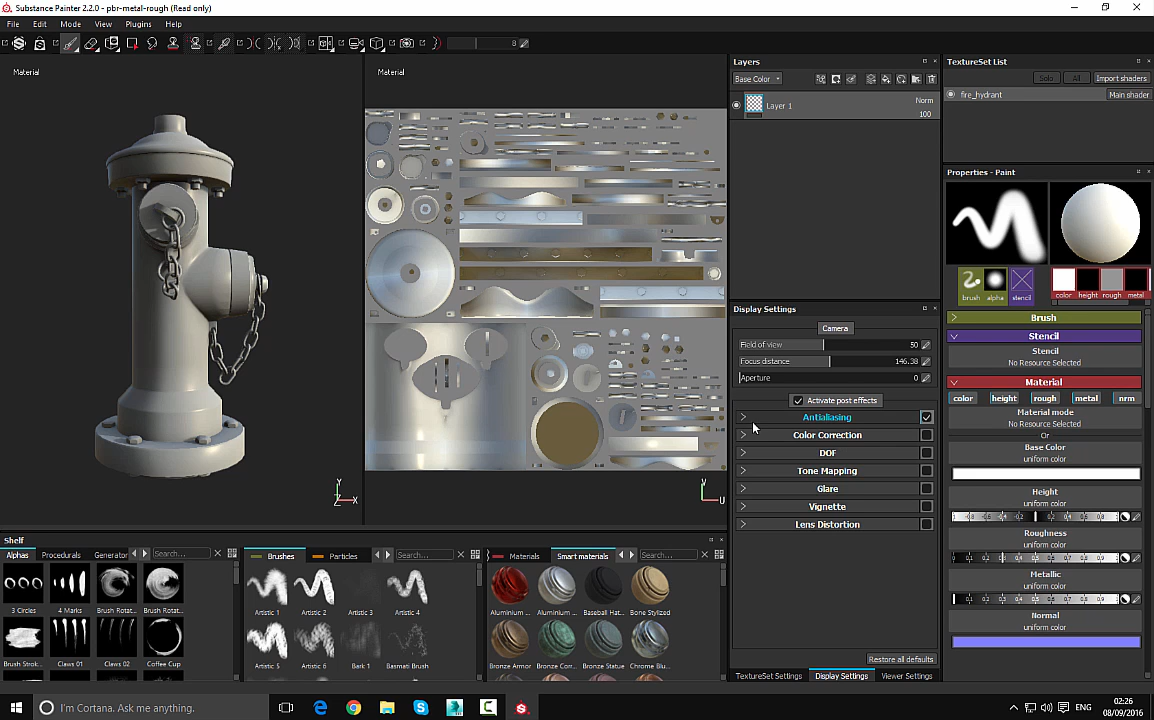 Substance Painter 2.2.0 - pbr-metal-rough (Read only)
File Edit Mode View Plugins Help
8
Material
Material
Layers
Base Color
Layer 1
Norm
100
TextureSet List
Solo All Import shaders
fire_hydrant Main shader
Properties - Paint
brush alpha stencil color height rough metal
Brush
Stencil
Stencil
No Resource Selected
Material
color height rough metal nrm
Material mode
No Resource Selected
Or
Base Color
uniform color
Height
uniform color
Roughness
uniform color
Metallic
uniform color
Normal
uniform color
Display Settings
Camera
Field of view 50
Focus distance 146.38
Aperture 0
Activate post effects
Antialiasing
Color Correction
DOF
Tone Mapping
Glare
Vignette
Lens Distortion
Restore all defaults
TextureSet Settings Display Settings Viewer Settings
Y
Z X
V
U
Shelf
Alphas Procedurals Generator Search...
3 Circles 4 Marks Brush Rotat... Brush Rotat...
Brush Strok... Claws 01 Claws 02 Coffee Cup
Brushes Particles Search...
Artistic 1 Artistic 2 Artistic 3 Artistic 4
Artistic 5 Artistic 6 Bark 1 Basmati Brush
Materials Smart materials Search...
Aluminium ... Aluminium ... Baseball Hat... Bone Stylized
Bronze Armor Bronze Corr... Bronze Statue Chrome Blu...
I'm Cortana. Ask me anything.
ENG
02:26
08/09/2016